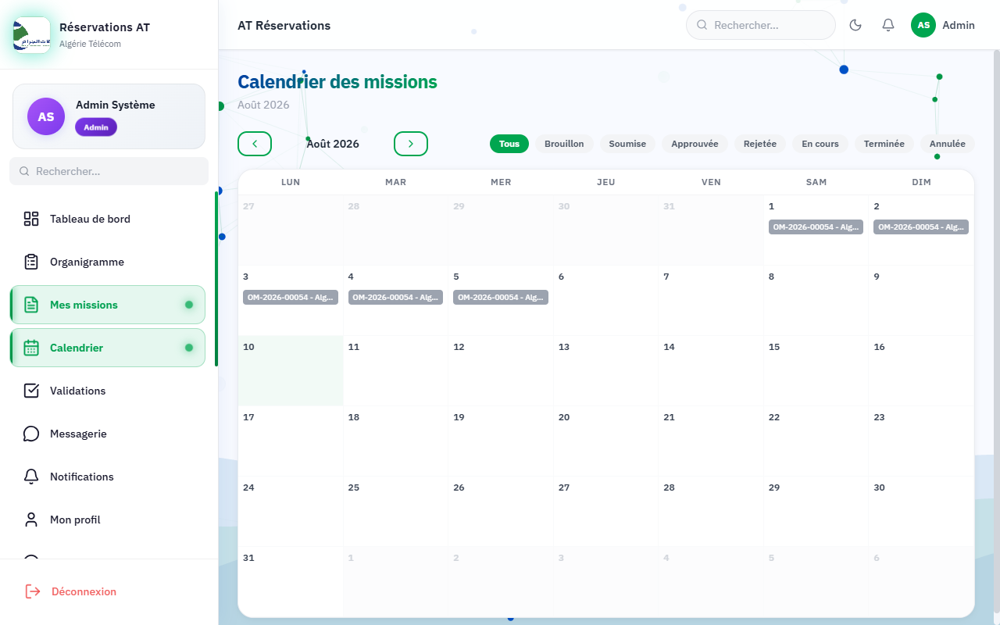 Réservations AT
Algérie Télécom
AS
Admin Système
Admin
Rechercher...
Tableau de bord
Organigramme
Mes missions
Calendrier
Validations
Messagerie
Notifications
Mon profil
Déconnexion
AT Réservations
Rechercher...
AS
Admin
Calendrier des missions
Août 2026
Août 2026
Tous
Brouillon
Soumise
Approuvée
Rejetée
En cours
Terminée
Annulée
LUN MAR MER JEU VEN SAM DIM
27 28 29 30 31 1 2
OM-2026-00054 - Alg... OM-2026-00054 - Alg...
3 4 5 6 7 8 9
OM-2026-00054 - Alg... OM-2026-00054 - Alg... OM-2026-00054 - Alg...
10 11 12 13 14 15 16
17 18 19 20 21 22 23
24 25 26 27 28 29 30
31 1 2 3 4 5 6